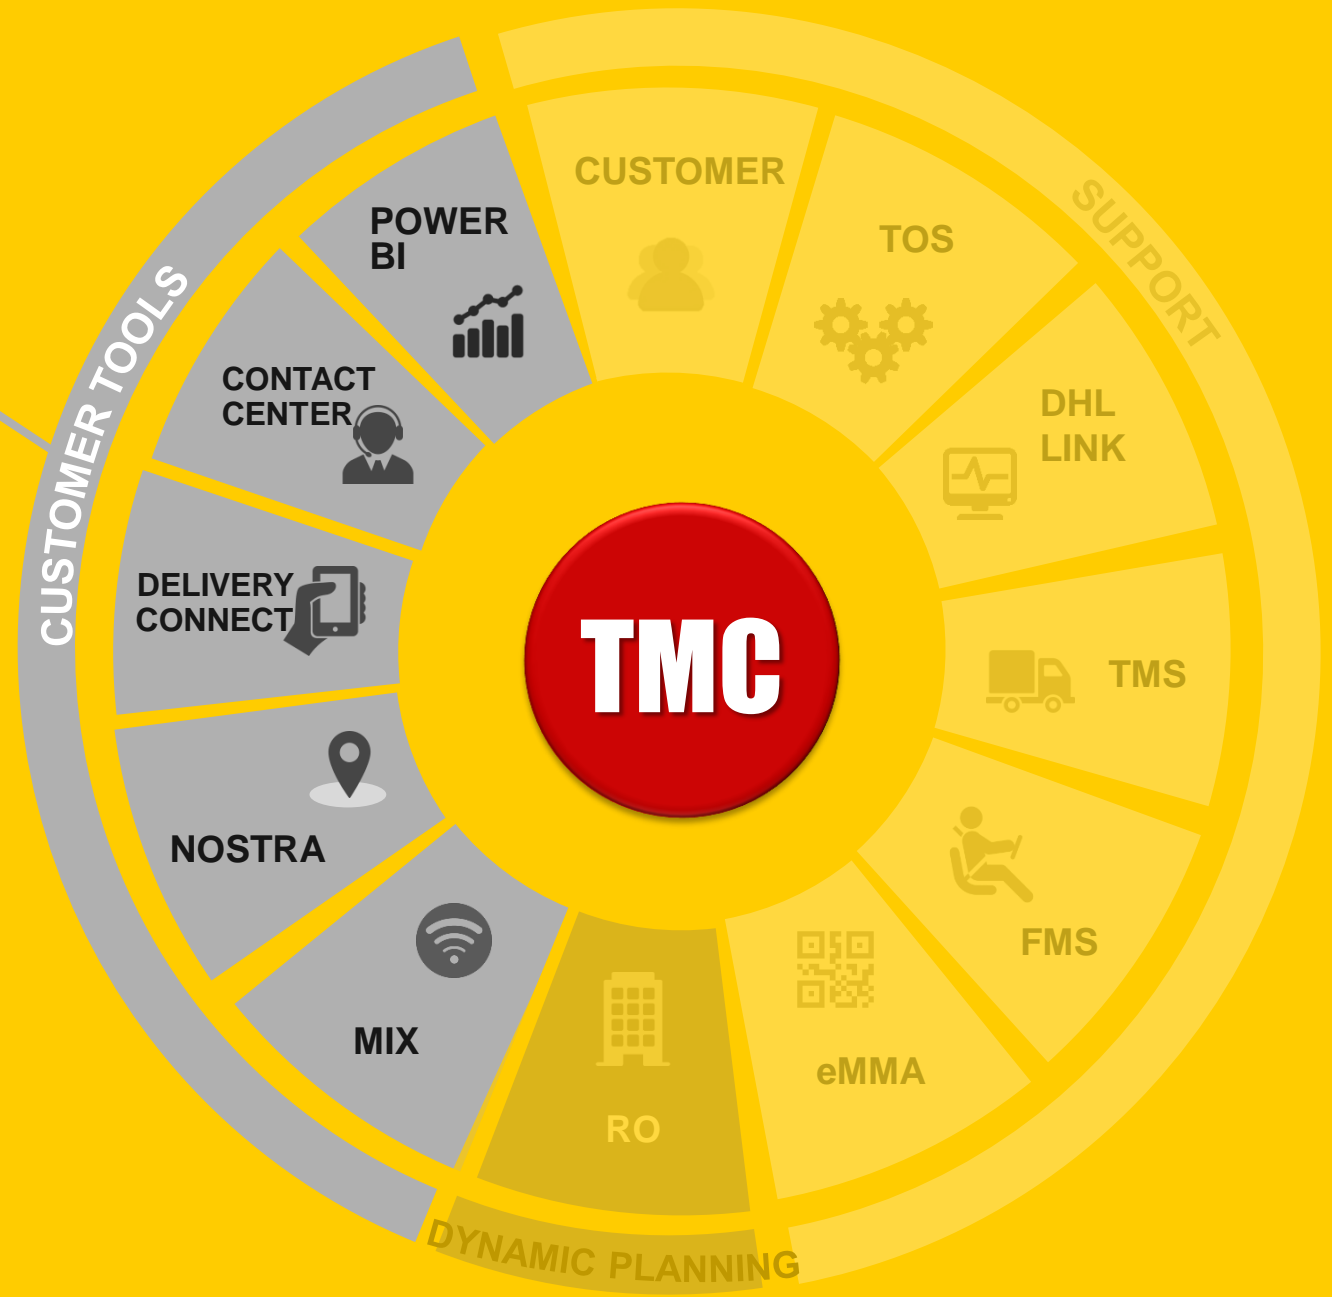 CUSTOMER TOOLS
POWER
BI
CONTACT
CENTER
DELIVERY
CONNECT
NOSTRA
MIX
TMC
CUSTOMER
TOS
SUPPORT
DHL
LINK
TMS
FMS
eMMA
RO
DYNAMIC PLANNING